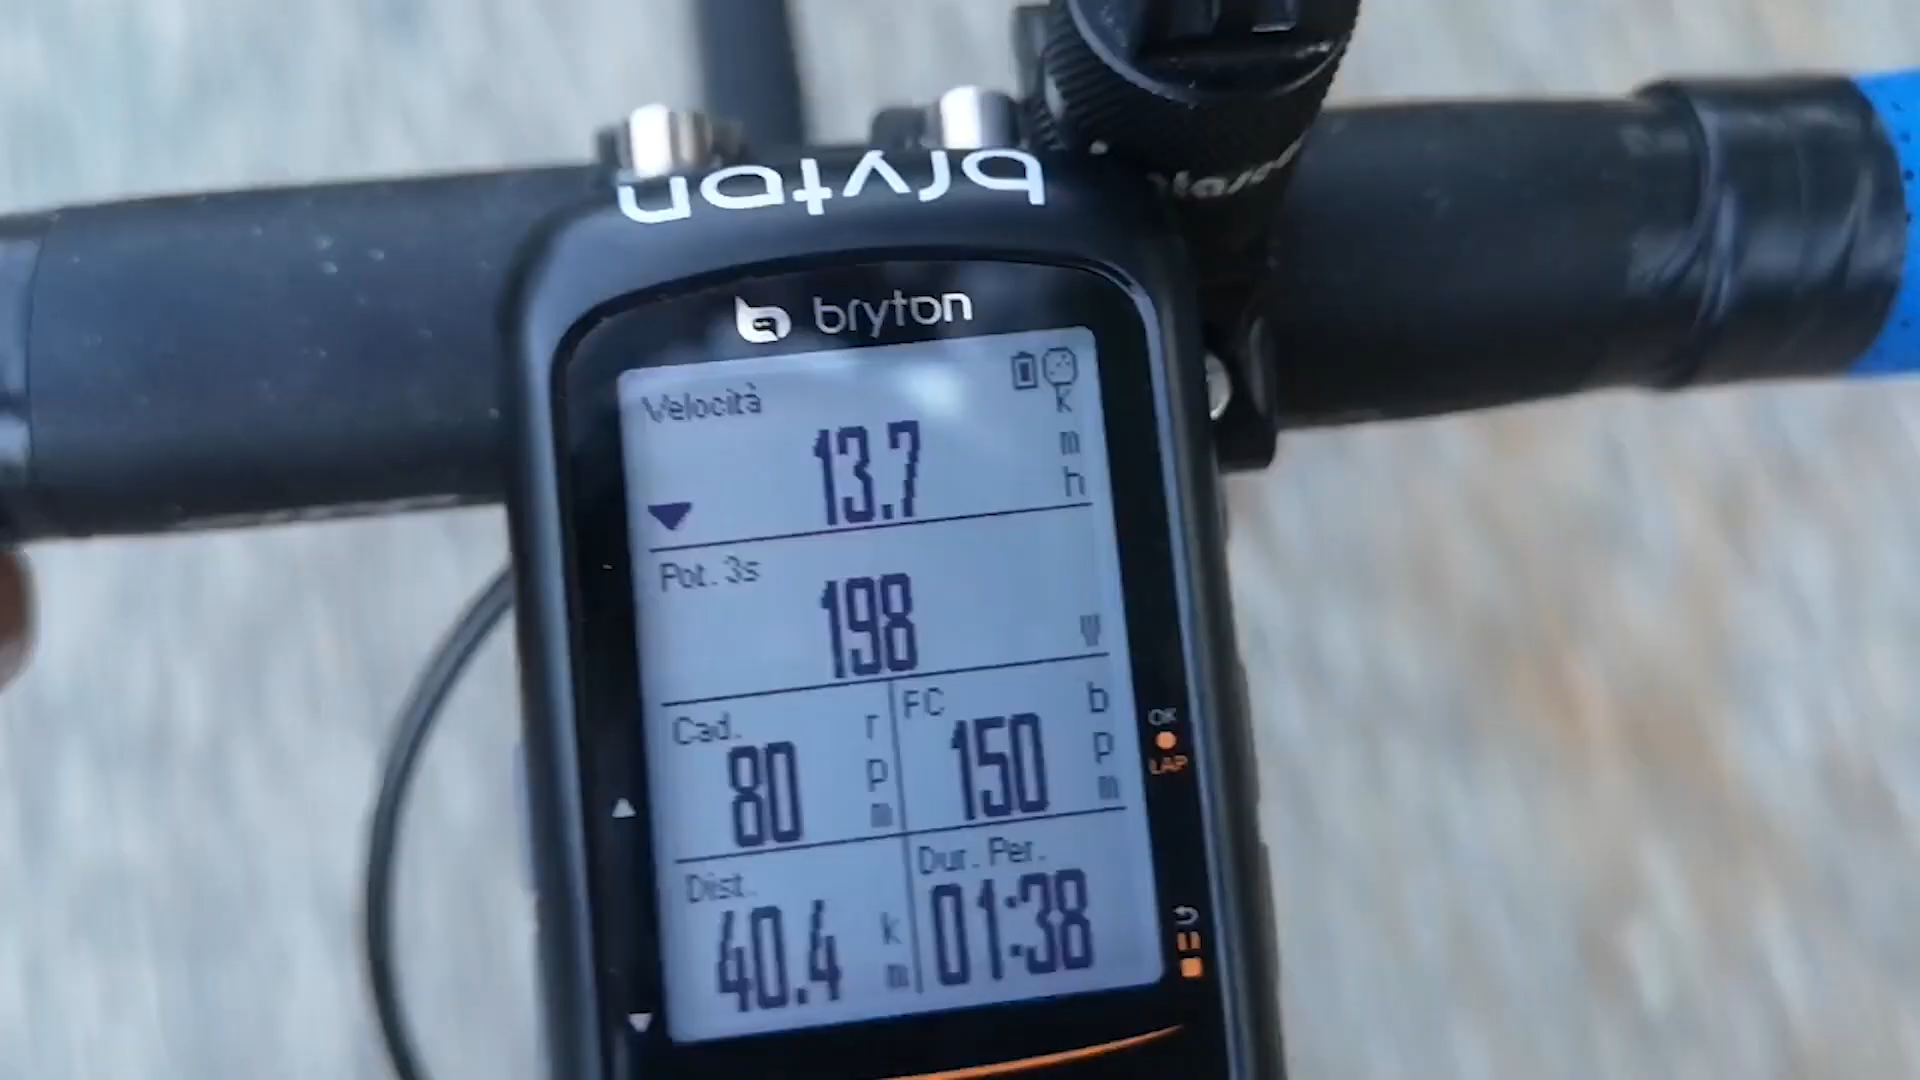 bryton
bryton
Velocità
13.7
k
m
h
Pot. 3s
198
W
Cad.
80
r
p
m
FC
150
b
p
m
OK
LAP
Dist.
40.4
k
m
Dur. Per.
01:38